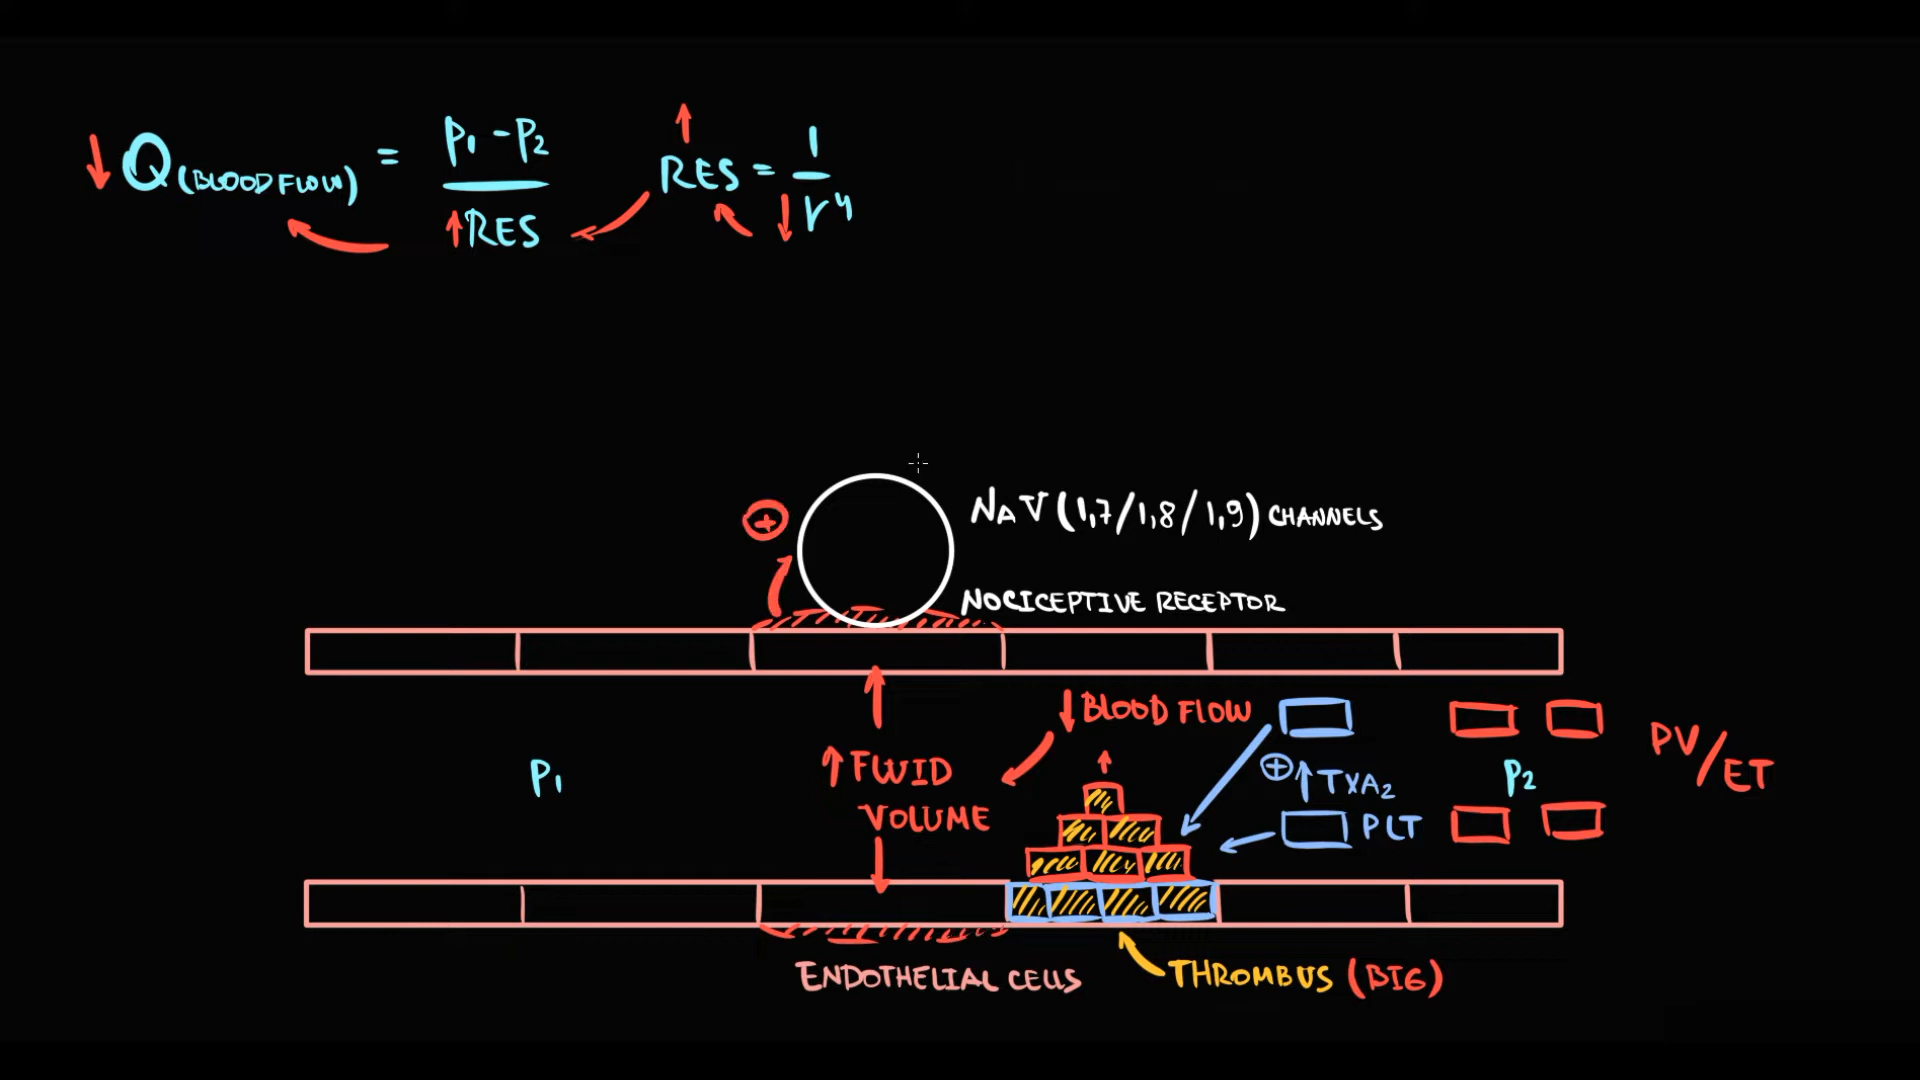 ↓ Q(BLOOD FLOW) = P1 - P2 / ↑RES
↑ RES = 1 / ↓ r4
NaV (1,7/1,8/1,9) CHANNELS
NOCICEPTIVE RECEPTOR
↓ BLOOD FLOW
↑ FLUID
VOLUME
P1
⊕ ↑ TXA2
PLT
P2
PV/ET
ENDOTHELIAL CELLS
THROMBUS (BIG)